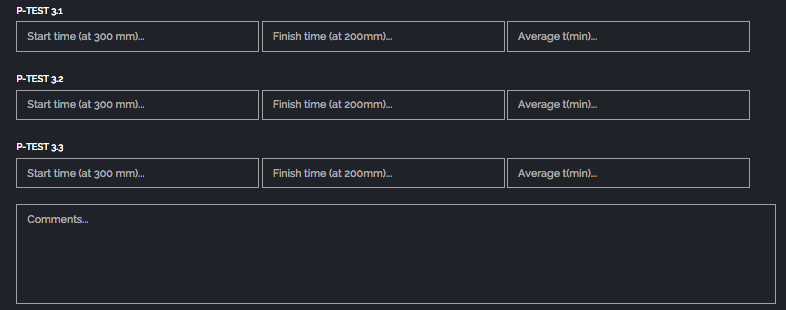 P-TEST 3.1
Start time (at 300 mm)... Finish time (at 200mm)... Average t(min)...
P-TEST 3.2
Start time (at 300 mm)... Finish time (at 200mm)... Average t(min)...
P-TEST 3.3
Start time (at 300 mm)... Finish time (at 200mm)... Average t(min)...
Comments...